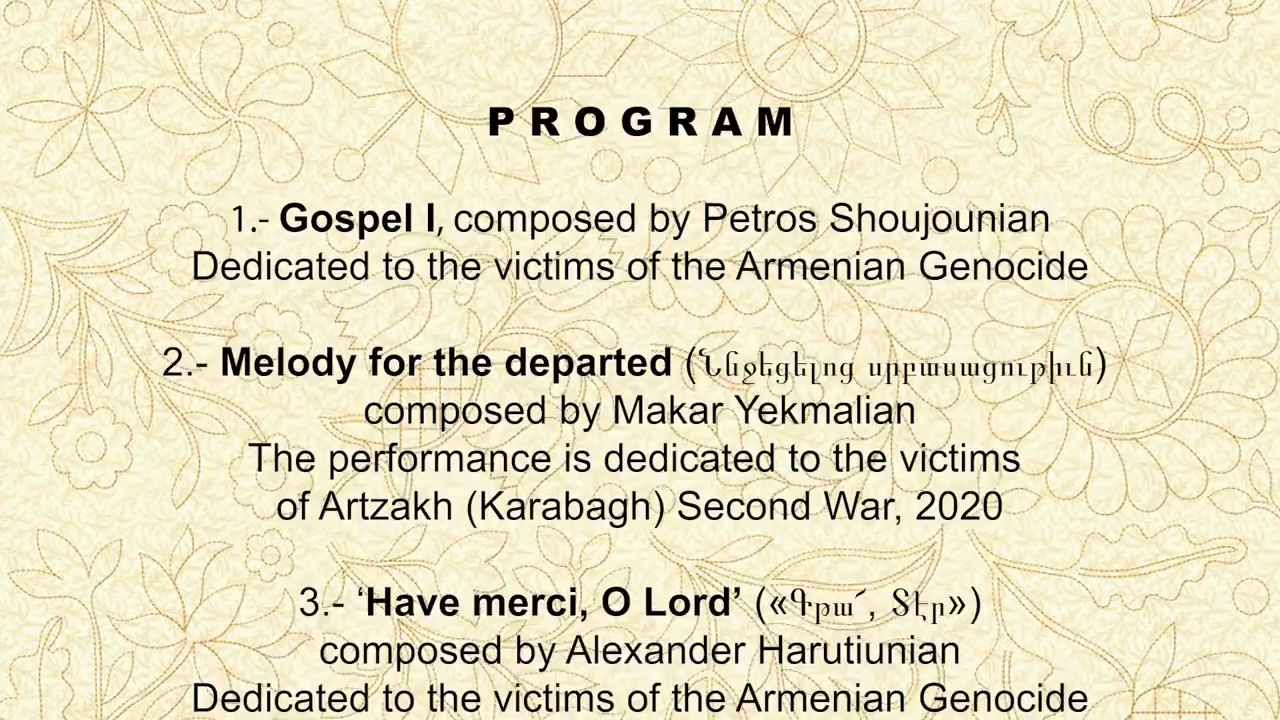 PROGRAM
1.- Gospel I, composed by Petros Shoujounian
Dedicated to the victims of the Armenian Genocide
2.- Melody for the departed (Ննջեցելոց սրբասացութիւն)
composed by Makar Yekmalian
The performance is dedicated to the victims
of Artzakh (Karabagh) Second War, 2020
3.- ‘Have merci, O Lord’ («Գթա՜, Տէր»)
composed by Alexander Harutiunian
Dedicated to the victims of the Armenian Genocide